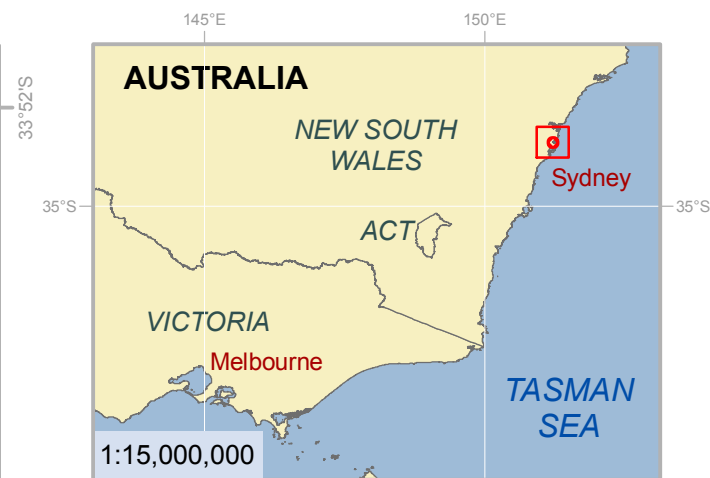 145°E
150°E
AUSTRALIA
33°52'S
NEW SOUTH
WALES
Sydney
35°S
35°S
ACT
VICTORIA
Melbourne
TASMAN
SEA
1:15,000,000